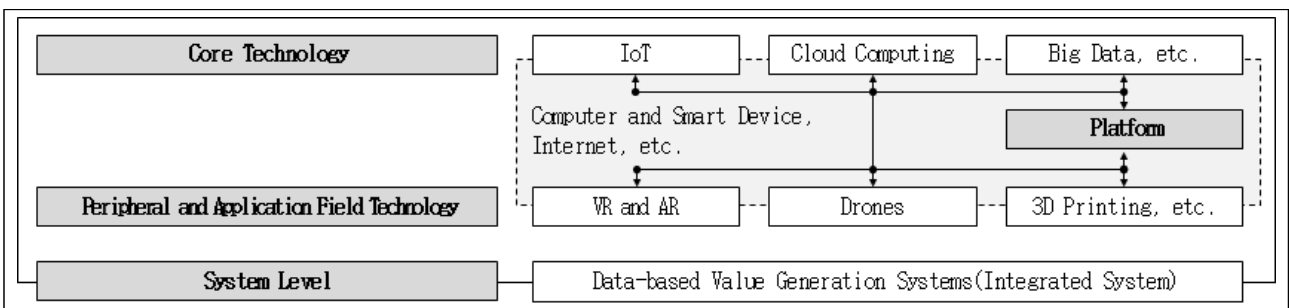 Core Technology
IoT
Cloud Computing
Big Data, etc.
Computer and Smart Device,
Internet, etc.
Platform
Peripheral and Application Field Technology
VR and AR
Drones
3D Printing, etc.
System Level
Data-based Value Generation Systems(Integrated System)